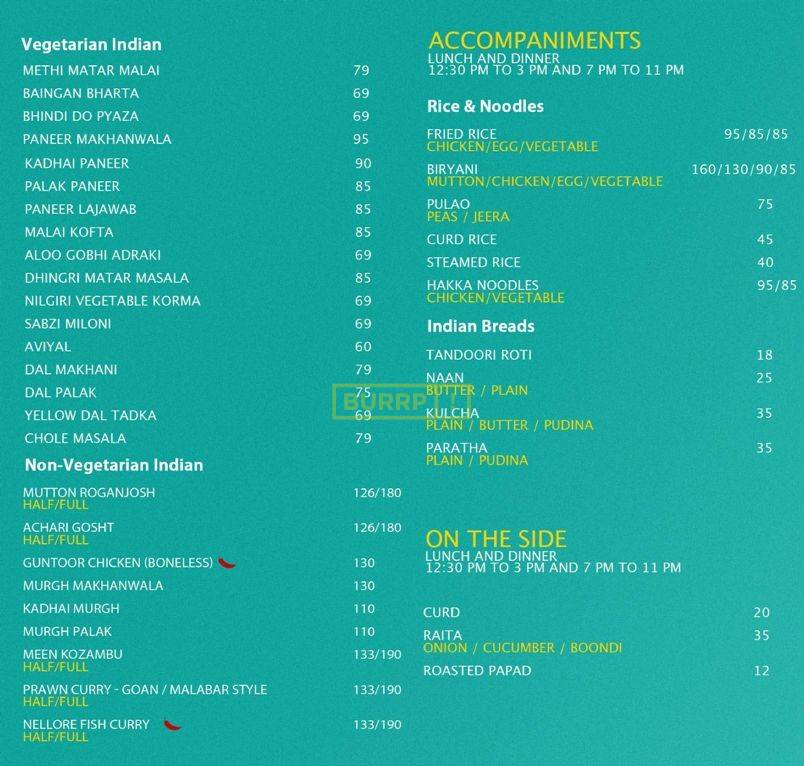 Vegetarian Indian
METHI MATAR MALAI 79
BAINGAN BHARTA 69
BHINDI DO PYAZA 69
PANEER MAKHANWALA 95
KADHAI PANEER 90
PALAK PANEER 85
PANEER LAJAWAB 85
MALAI KOFTA 85
ALOO GOBHI ADRAKI 69
DHINGRI MATAR MASALA 85
NILGIRI VEGETABLE KORMA 69
SABZI MILONI 69
AVIYAL 60
DAL MAKHANI 79
DAL PALAK 75
YELLOW DAL TADKA 69
CHOLE MASALA 79
Non-Vegetarian Indian
MUTTON ROGANJOSH 126/180
HALF/FULL
ACHARI GOSHT 126/180
HALF/FULL
GUNTOOR CHICKEN (BONELESS) 130
MURGH MAKHANWALA 130
KADHAI MURGH 110
MURGH PALAK 110
MEEN KOZAMBU 133/190
HALF/FULL
PRAWN CURRY - GOAN / MALABAR STYLE 133/190
HALF/FULL
NELLORE FISH CURRY 133/190
HALF/FULL
ACCOMPANIMENTS
LUNCH AND DINNER
12:30 PM TO 3 PM AND 7 PM TO 11 PM
Rice & Noodles
FRIED RICE 95/85/85
CHICKEN/EGG/VEGETABLE
BIRYANI 160/130/90/85
MUTTON/CHICKEN/EGG/VEGETABLE
PULAO 75
PEAS / JEERA
CURD RICE 45
STEAMED RICE 40
HAKKA NOODLES 95/85
CHICKEN/VEGETABLE
Indian Breads
TANDOORI ROTI 18
NAAN 25
BUTTER / PLAIN
KULCHA 35
PLAIN / BUTTER / PUDINA
PARATHA 35
PLAIN / PUDINA
ON THE SIDE
LUNCH AND DINNER
12:30 PM TO 3 PM AND 7 PM TO 11 PM
CURD 20
RAITA 35
ONION / CUCUMBER / BOONDI
ROASTED PAPAD 12
BURRP!